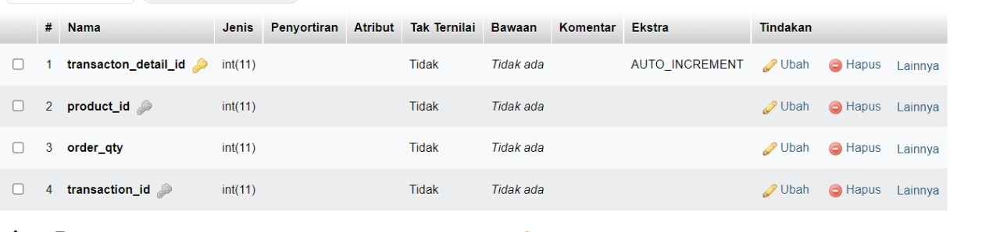 # Nama Jenis Penyortiran Atribut Tak Ternilai Bawaan Komentar Ekstra Tindakan
1 transacton_detail_id int(11) Tidak Tidak ada AUTO_INCREMENT Ubah Hapus Lainnya
2 product_id int(11) Tidak Tidak ada Ubah Hapus Lainnya
3 order_qty int(11) Tidak Tidak ada Ubah Hapus Lainnya
4 transaction_id int(11) Tidak Tidak ada Ubah Hapus Lainnya